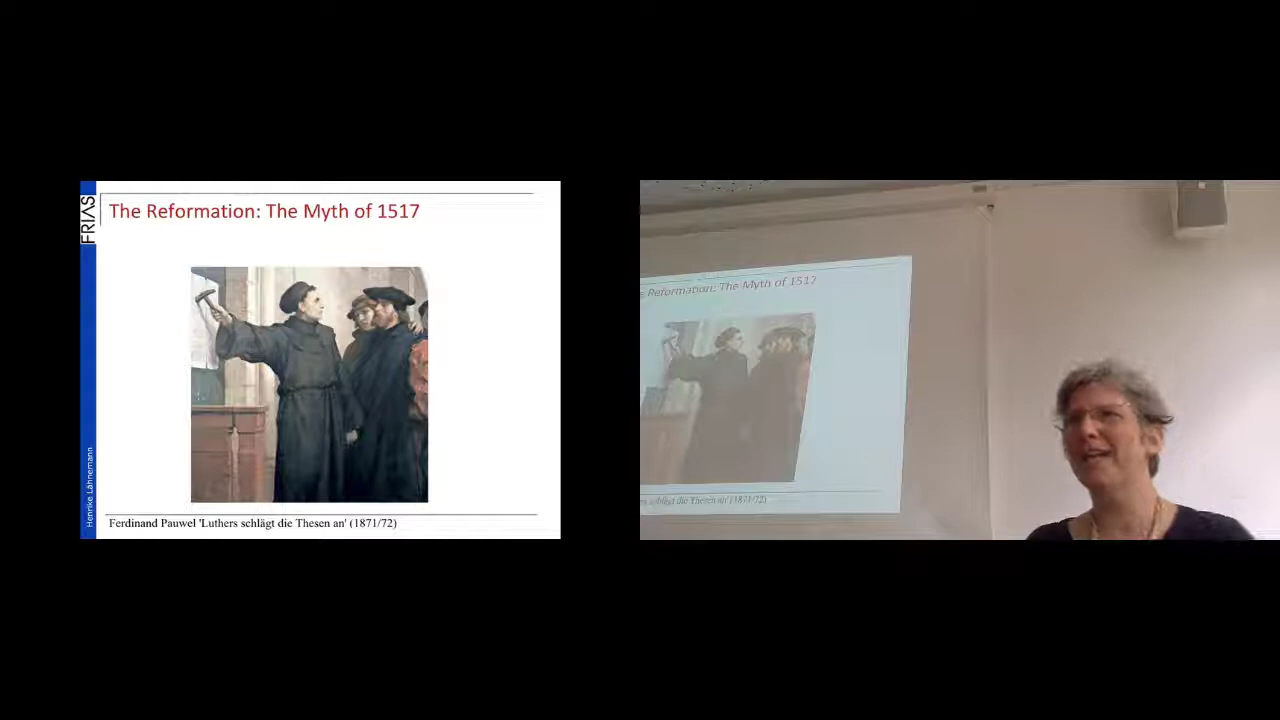 FRIAS
The Reformation: The Myth of 1517
Henrike Lähnemann
Ferdinand Pauwel 'Luthers schlägt die Thesen an' (1871/72)
Reformation: The Myth of 1517
schlägt die Thesen an' (1871/72)